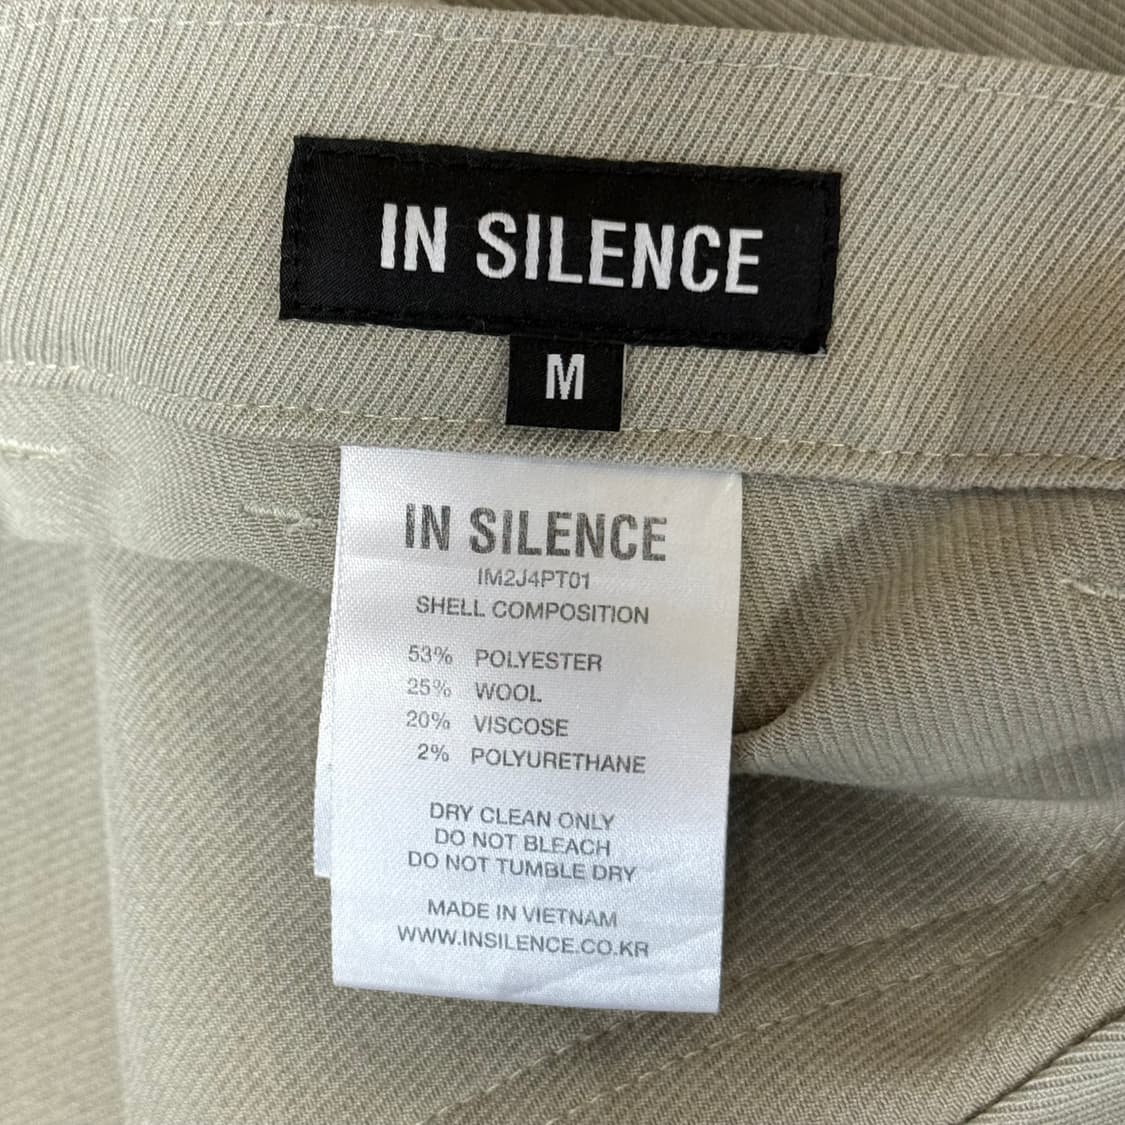 IN SILENCE
M
IN SILENCE
IM2J4PT01
SHELL COMPOSITION
53% POLYESTER
25% WOOL
20% VISCOSE
2% POLYURETHANE
DRY CLEAN ONLY
DO NOT BLEACH
DO NOT TUMBLE DRY
MADE IN VIETNAM
WWW.INSILENCE.CO.KR